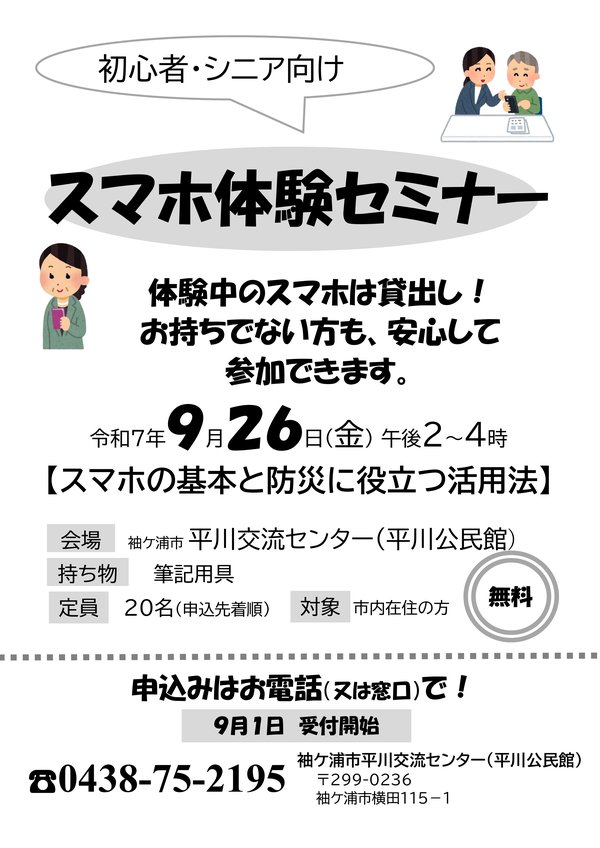 初心者・シニア向け
スマホ体験セミナー
体験中のスマホは貸出し！
お持ちでない方も、安心して
参加できます。
令和7年9月26日(金) 午後2～4時
【スマホの基本と防災に役立つ活用法】
会場 袖ケ浦市 平川交流センター(平川公民館)
持ち物 筆記用具
定員 20名(申込先着順) 対象 市内在住の方
無料
申込みはお電話(又は窓口)で！
9月1日 受付開始
☎0438-75-2195
袖ケ浦市平川交流センター(平川公民館)
〒299-0236
袖ケ浦市横田115－1